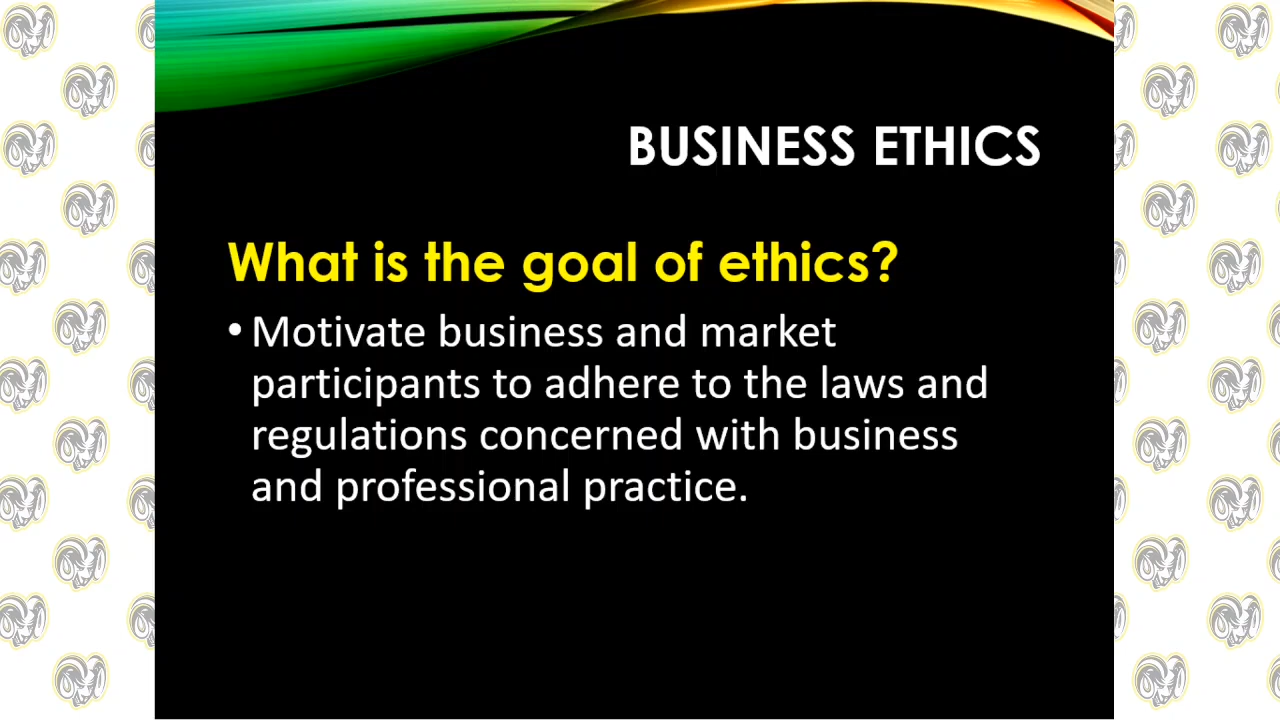 BUSINESS ETHICS
What is the goal of ethics?
• Motivate business and market
participants to adhere to the laws and
regulations concerned with business
and professional practice.